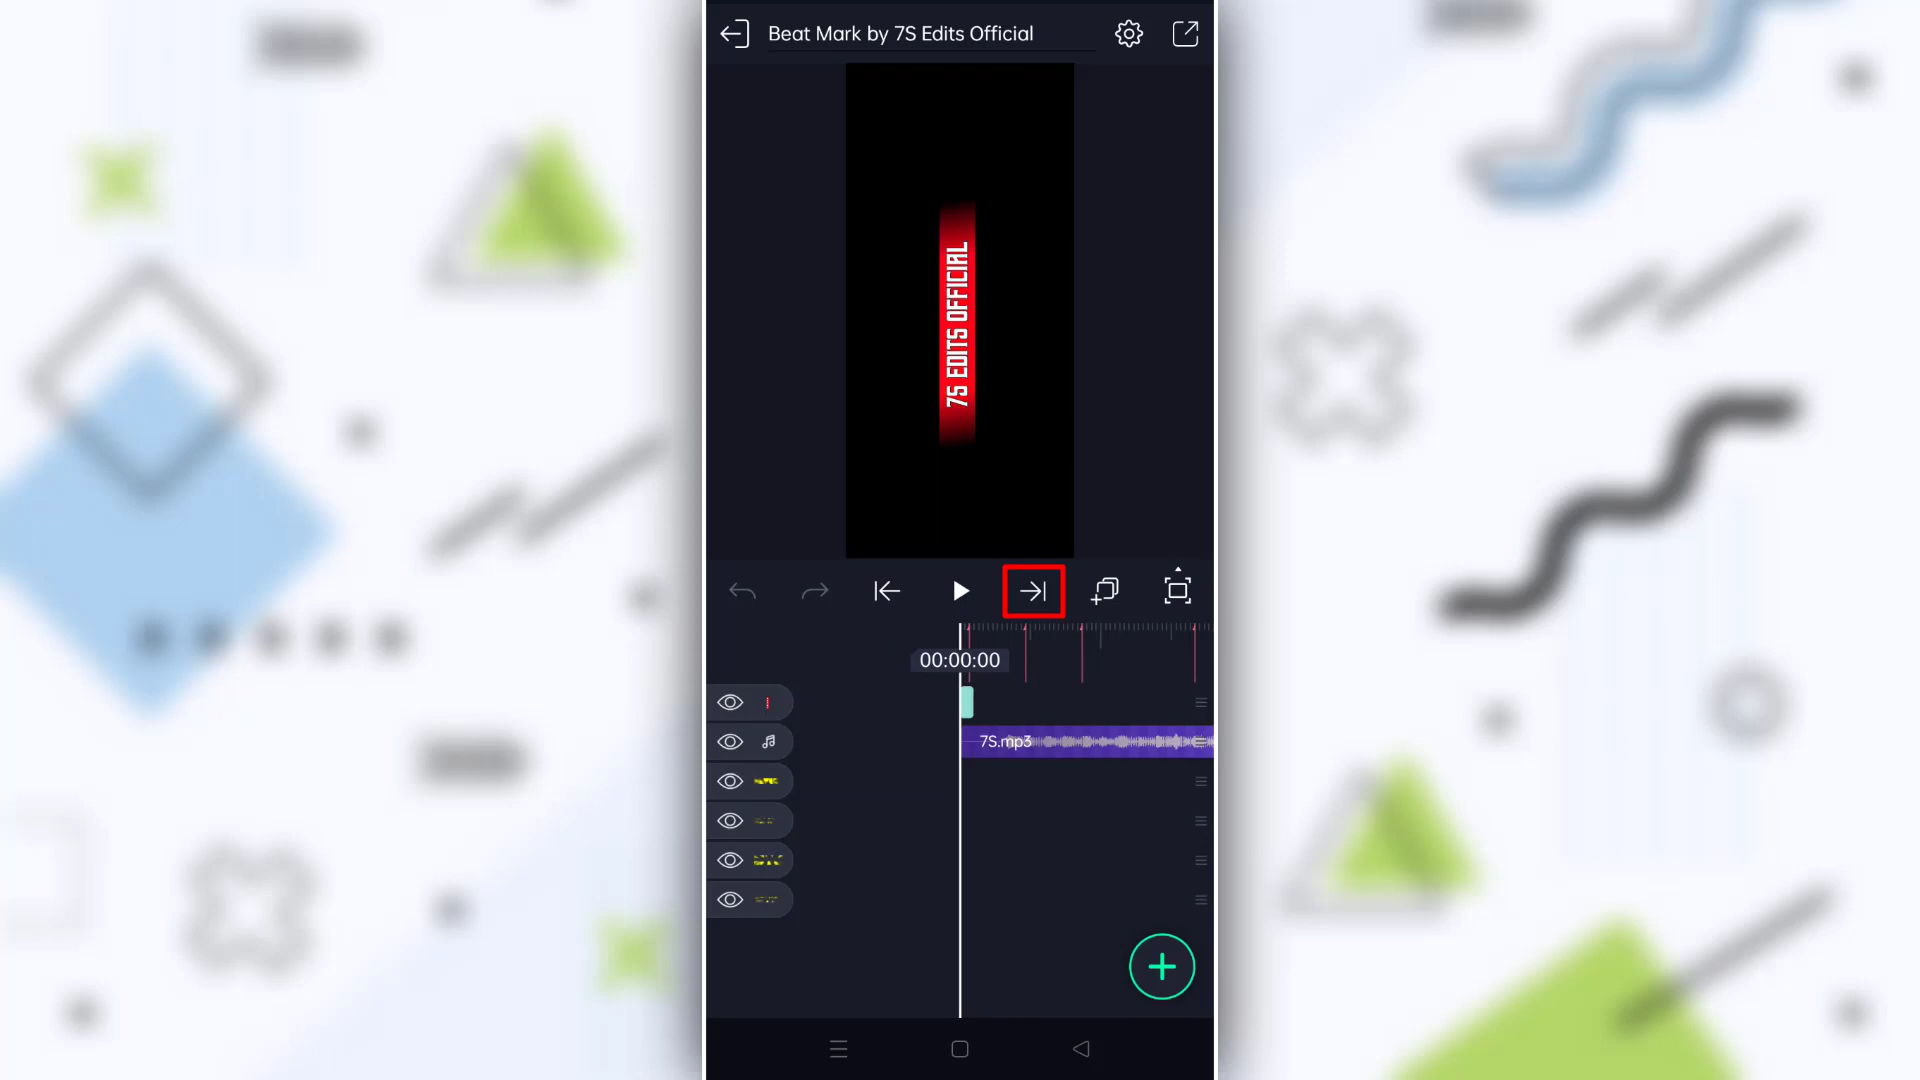 Beat Mark by 7S Edits Official
7S EDITS OFFICIAL
00:00:00
7S.mp3